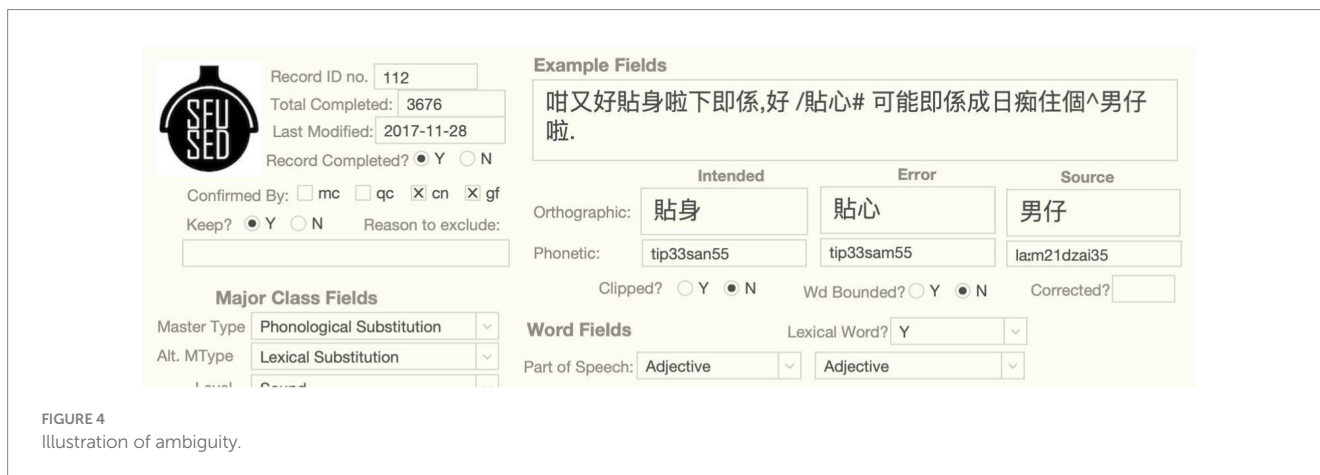 SFU
SED
Record ID no. 112
Total Completed: 3676
Last Modified: 2017-11-28
Record Completed? Y N
Confirmed By: mc qc X cn X gf
Keep? Y N Reason to exclude:
Major Class Fields
Master Type Phonological Substitution
Alt. MType Lexical Substitution
Level Sound
Example Fields
咁又好貼身啦下即係,好 /貼心# 可能即係成日痴住個^男仔
啦.
Intended Error Source
Orthographic: 貼身 貼心 男仔
Phonetic: tip33san55 tip33sam55 la:m21dzai35
Clipped? Y N Wd Bounded? Y N Corrected?
Word Fields Lexical Word? Y
Part of Speech: Adjective Adjective
FIGURE 4
Illustration of ambiguity.